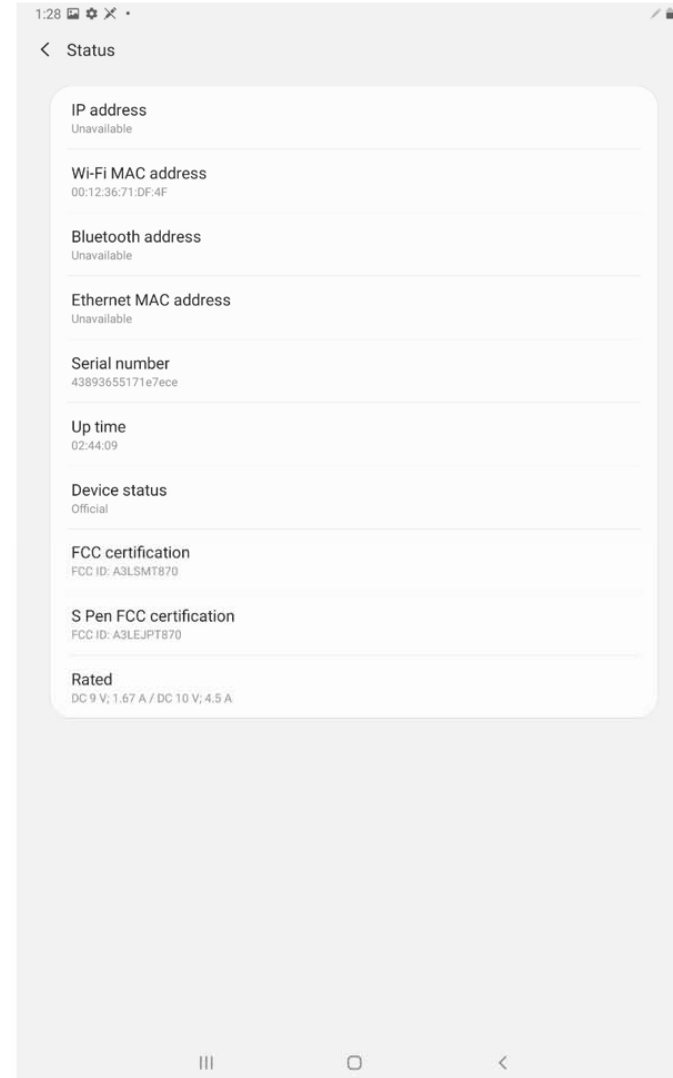 1:28
Status
IP address
Unavailable
Wi-Fi MAC address
00:12:36:71:DF:4F
Bluetooth address
Unavailable
Ethernet MAC address
Unavailable
Serial number
43893655171e7ece
Up time
02:44:09
Device status
Official
FCC certification
FCC ID: A3LSMT870
S Pen FCC certification
FCC ID: A3LEJPT870
Rated
DC 9 V; 1.67 A / DC 10 V; 4.5 A